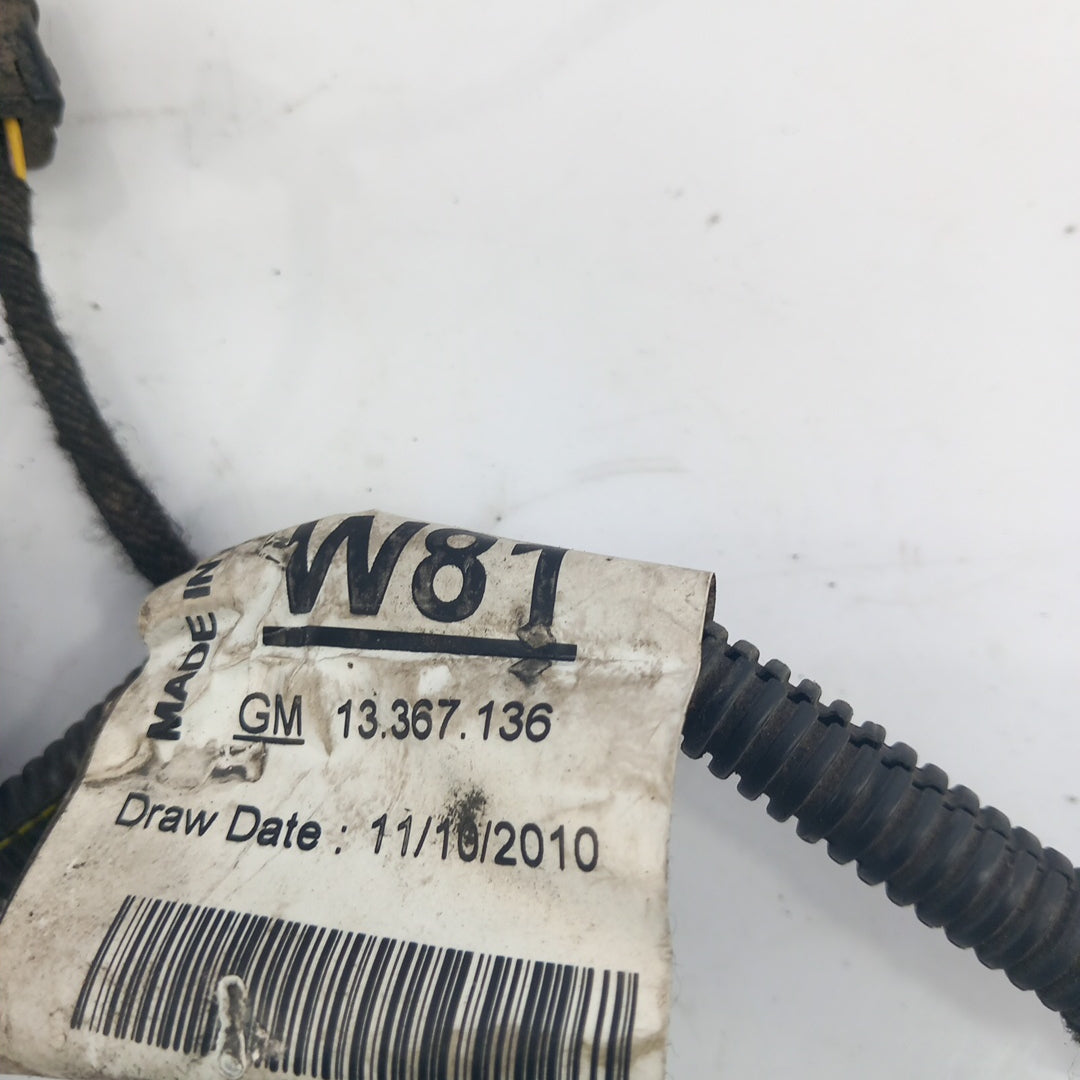 W81
MADE IN
GM 13.367.136
Draw Date : 11/10/2010